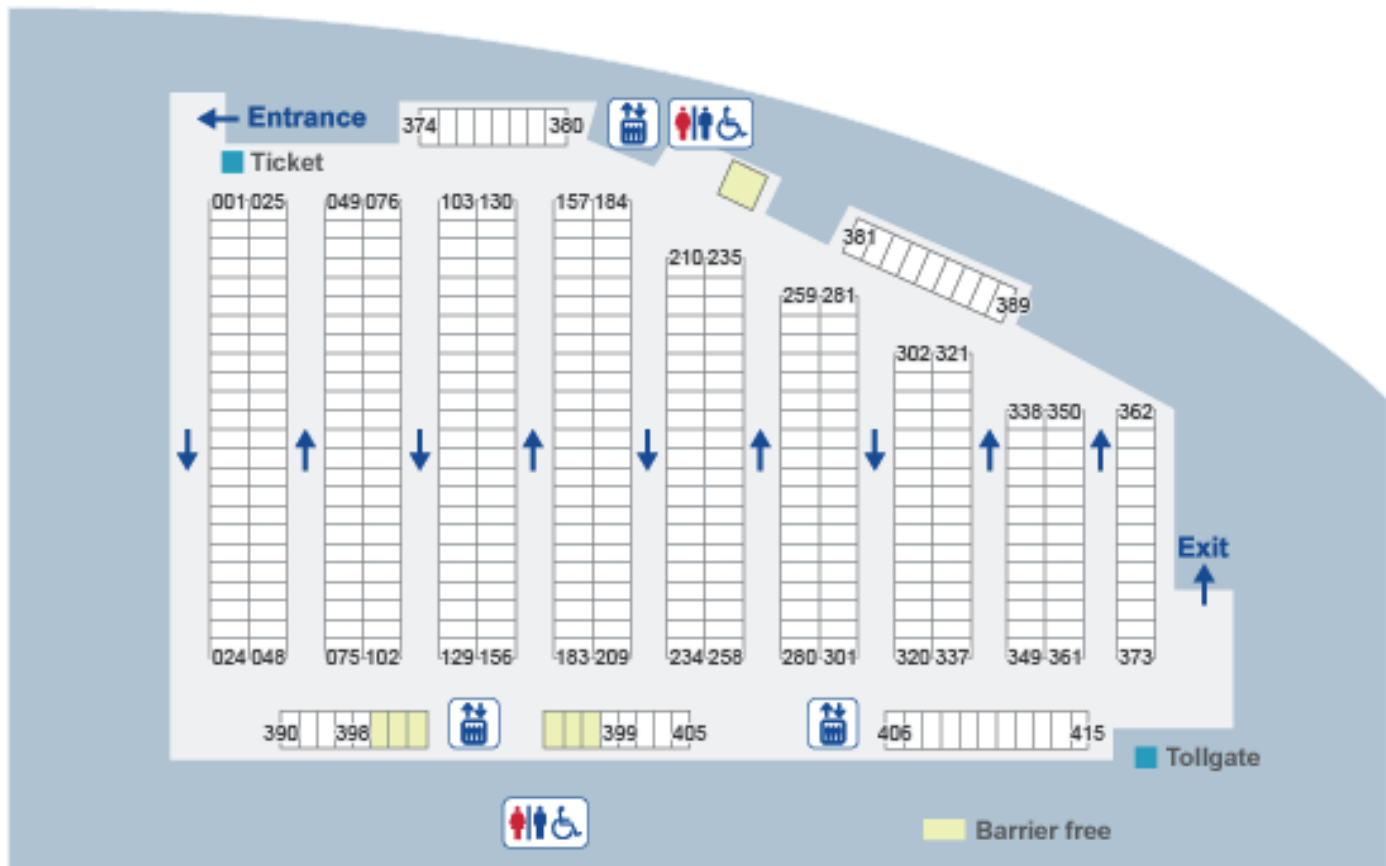 Entrance
374 380
Ticket
001 025 049 076 103 130 157 184
381
210 235
259 281
389
302 321
338 350 362
Exit
024 048 075 102 129 156 183 209 234 258 280 301 320 337 349 361 373
390 398 399 405 406 415
Tollgate
Barrier free